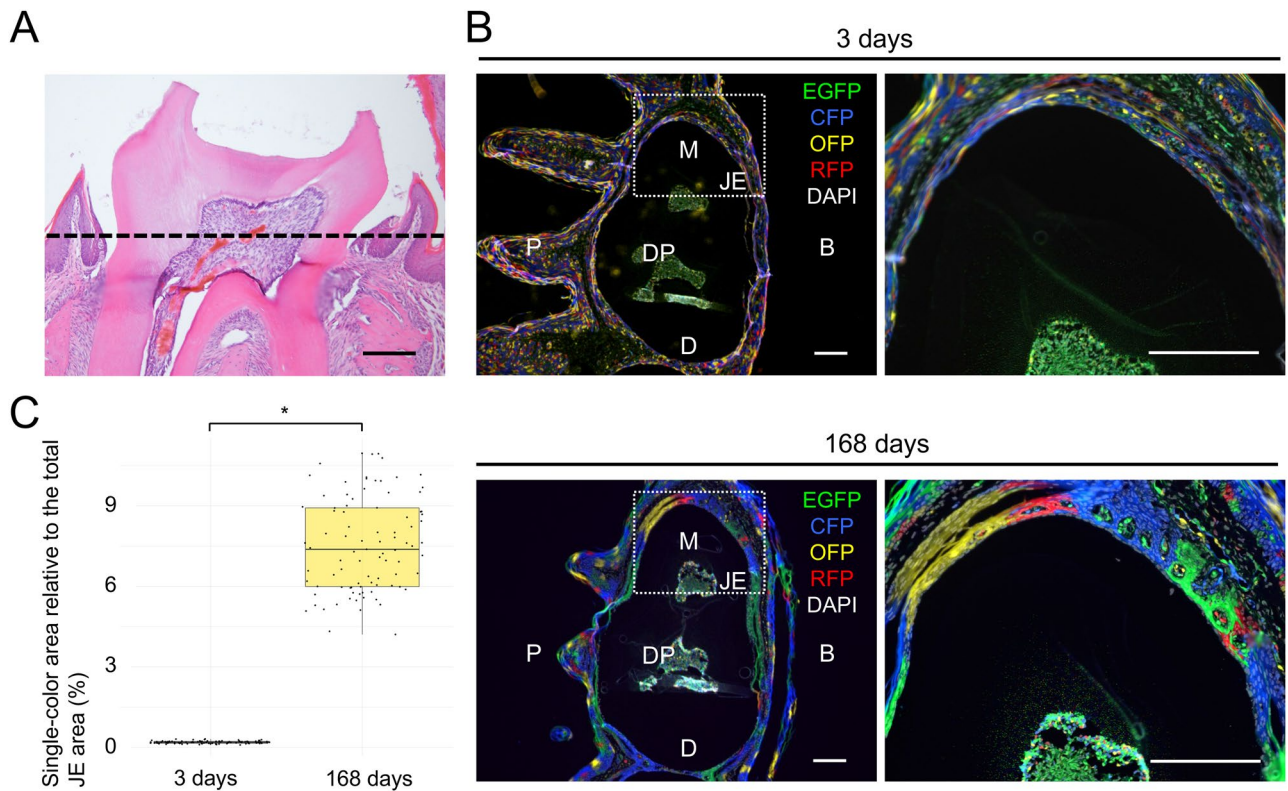 A
B
3 days
EGFP
CFP
OFP
RFP
DAPI
M
JE
P
DP
B
D
C
*
Single-color area relative to the total
JE area (%)
9
6
3
0
3 days
168 days
168 days
EGFP
CFP
OFP
RFP
DAPI
M
JE
P
DP
B
D